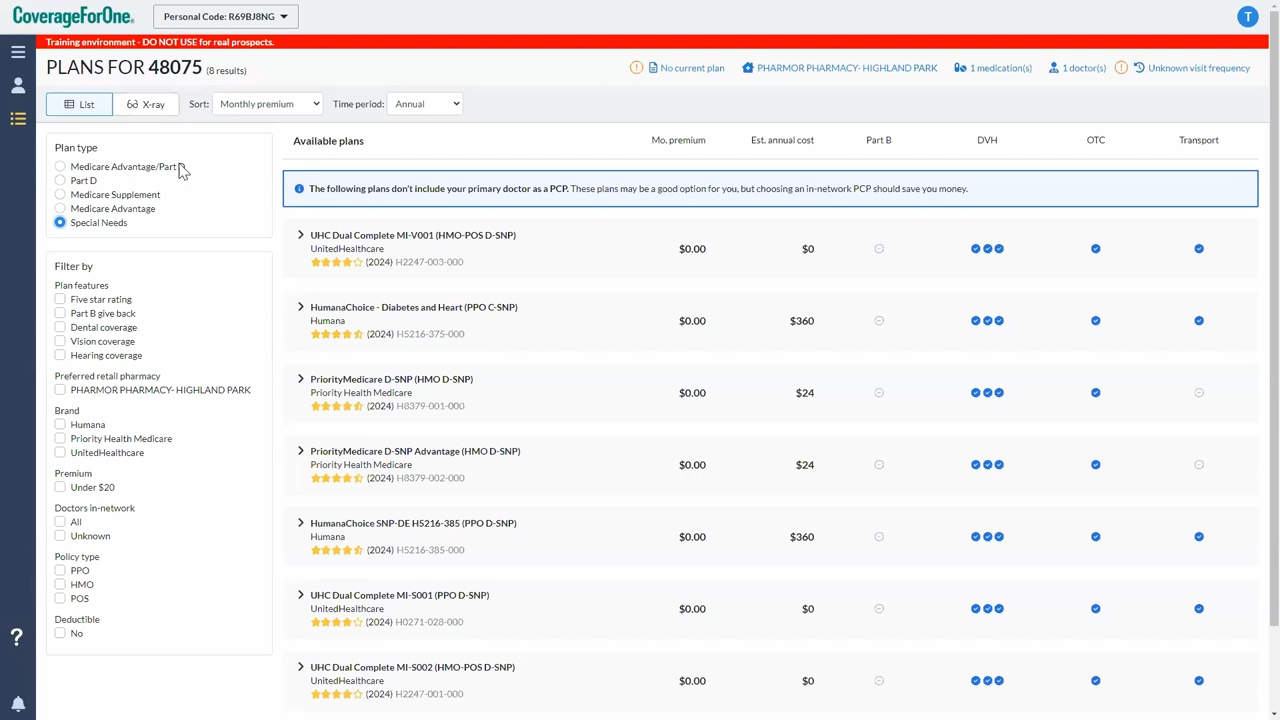 CoverageForOne.
Personal Code: R69BJ8NG
T
Training environment - DO NOT USE for real prospects.
PLANS FOR 48075 (8 results)
No current plan
PHARMOR PHARMACY- HIGHLAND PARK
1 medication(s)
1 doctor(s)
Unknown visit frequency
List
X-ray
Sort:
Monthly premium
Time period:
Annual
Plan type
Medicare Advantage/Part
Part D
Medicare Supplement
Medicare Advantage
Special Needs
Filter by
Plan features
Five star rating
Part B give back
Dental coverage
Vision coverage
Hearing coverage
Preferred retail pharmacy
PHARMOR PHARMACY- HIGHLAND PARK
Brand
Humana
Priority Health Medicare
UnitedHealthcare
Premium
Under $20
Doctors in-network
All
Unknown
Policy type
PPO
HMO
POS
Deductible
No
Available plans Mo. premium Est. annual cost Part B DVH OTC Transport
The following plans don't include your primary doctor as a PCP. These plans may be a good option for you, but choosing an in-network PCP should save you money.
UHC Dual Complete MI-V001 (HMO-POS D-SNP)
UnitedHealthcare $0.00 $0
(2024) H2247-003-000
HumanaChoice - Diabetes and Heart (PPO C-SNP)
Humana $0.00 $360
(2024) H5216-375-000
PriorityMedicare D-SNP (HMO D-SNP)
Priority Health Medicare $0.00 $24
(2024) H8379-001-000
PriorityMedicare D-SNP Advantage (HMO D-SNP)
Priority Health Medicare $0.00 $24
(2024) H8379-002-000
HumanaChoice SNP-DE H5216-385 (PPO D-SNP)
Humana $0.00 $360
(2024) H5216-385-000
UHC Dual Complete MI-S001 (PPO D-SNP)
UnitedHealthcare $0.00 $0
(2024) H0271-028-000
UHC Dual Complete MI-S002 (HMO-POS D-SNP)
UnitedHealthcare $0.00 $0
(2024) H2247-001-000
?